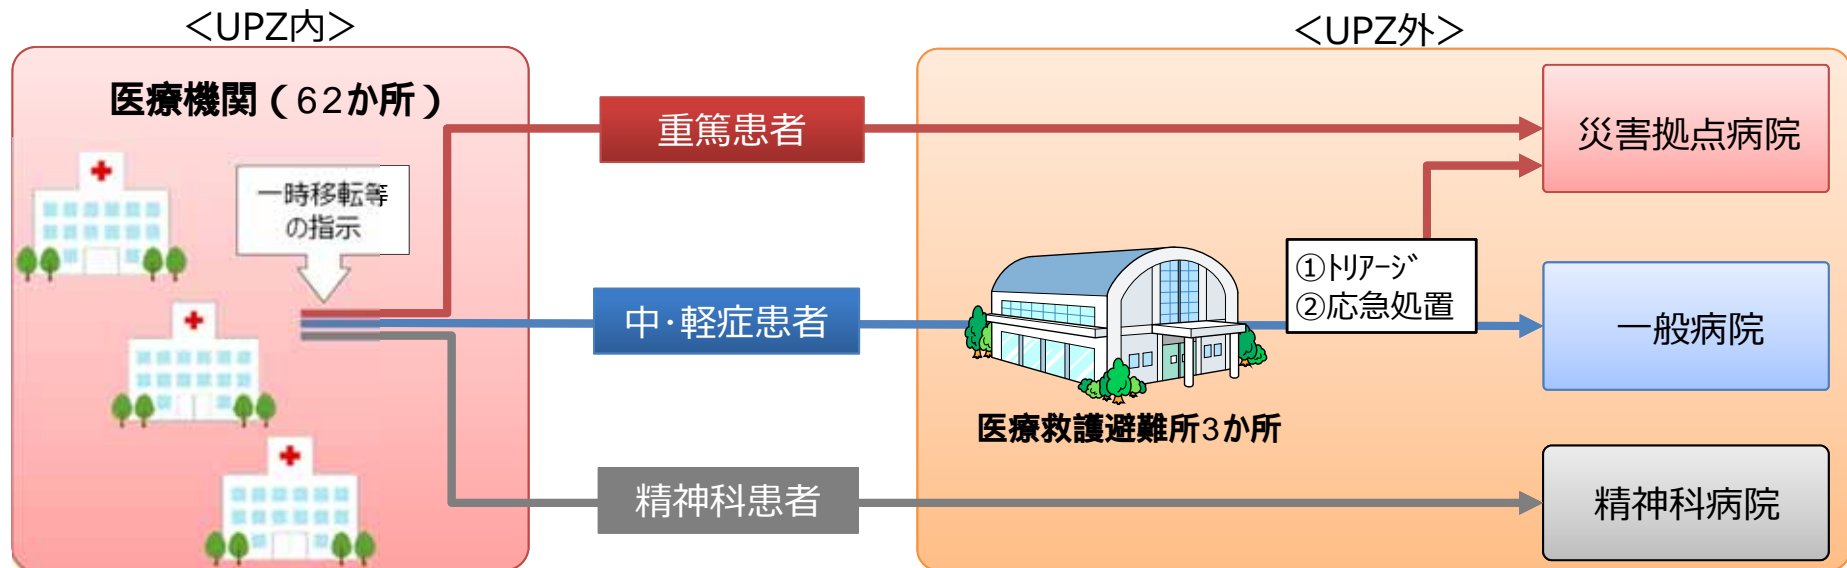 <UPZ内>
<UPZ外>
医療機関(62か所)
一時移転等
の指示
重篤患者
中・軽症患者
精神科患者
①ﾄﾘｱｰｼﾞ
②応急処置
医療救護避難所3か所
災害拠点病院
一般病院
精神科病院